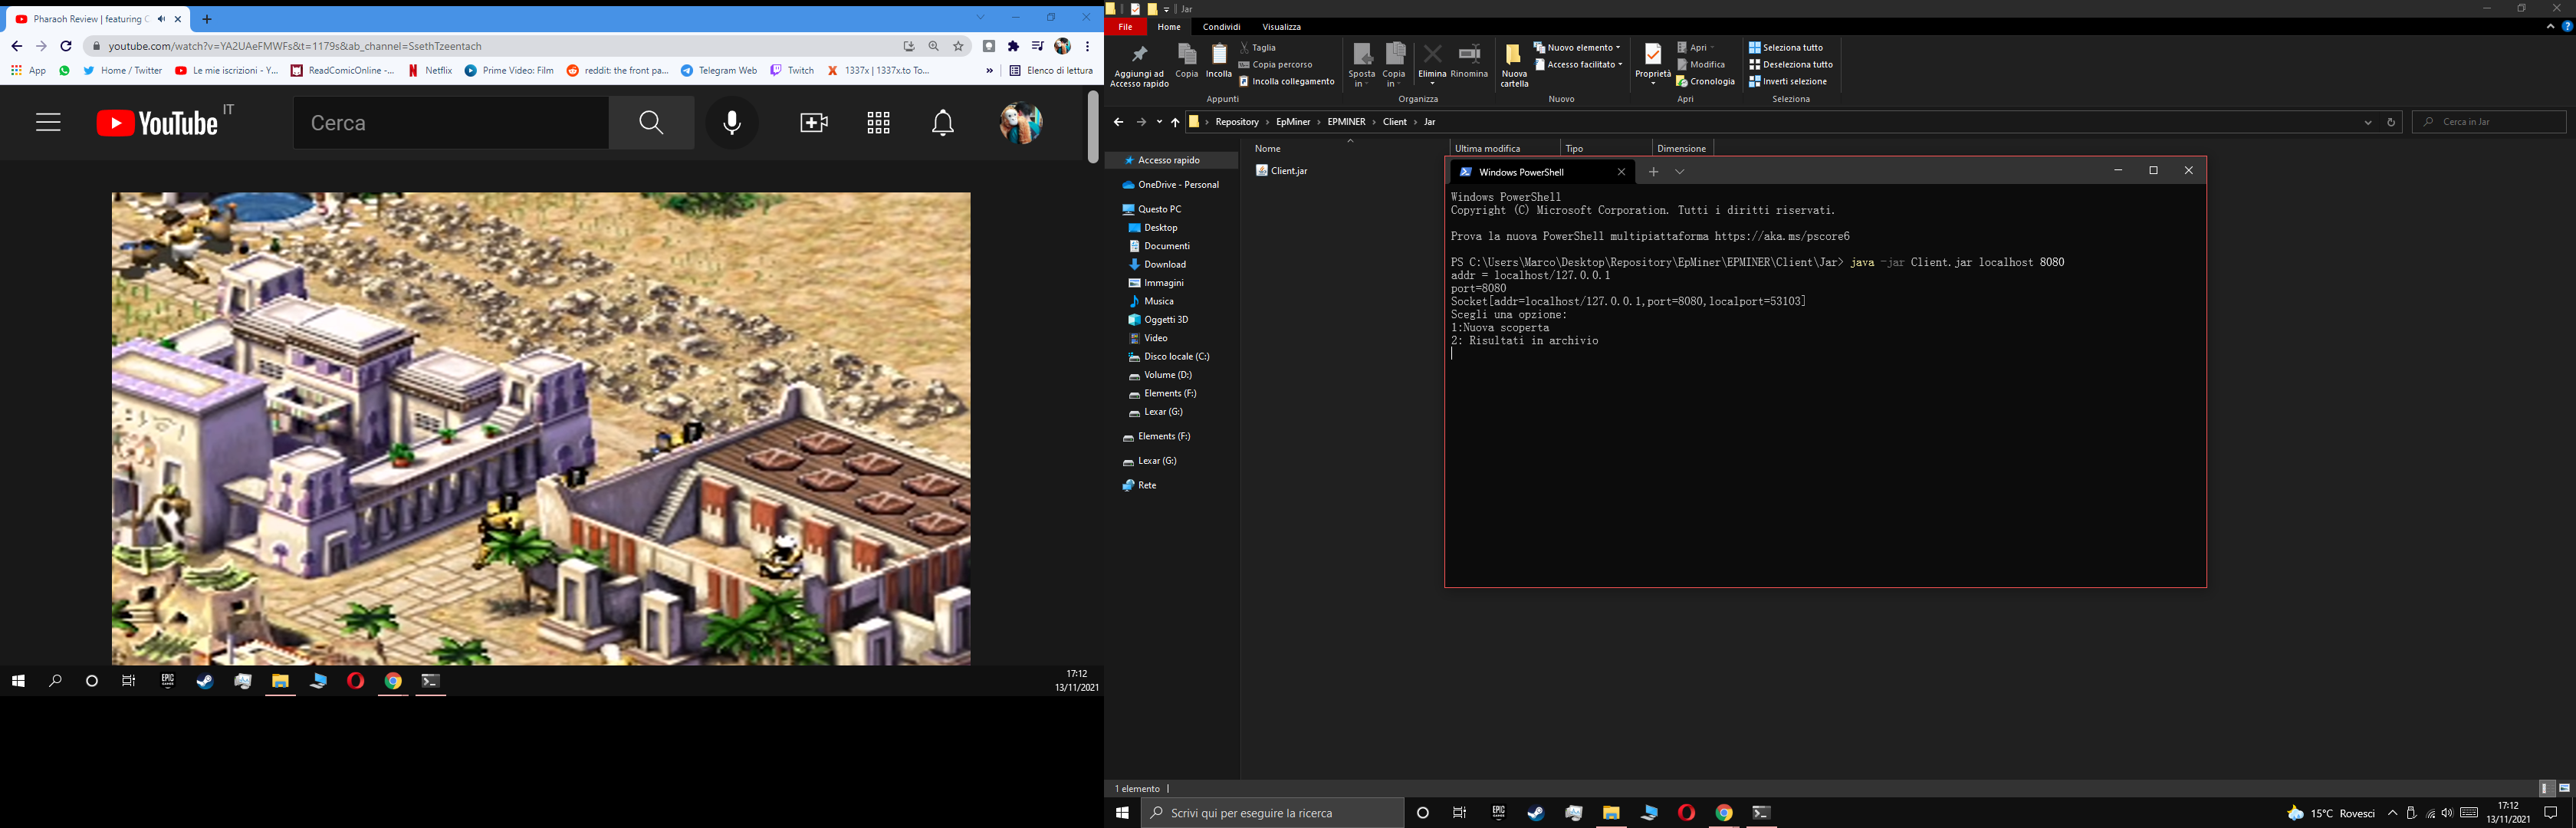 Pharaoh Review | featuring
youtube.com/watch?v=YA2UAeFMWFs&t=1179s&ab_channel=SsethTzeentach
App
Home / Twitter
Le mie iscrizioni - Y...
ReadComicOnline -...
Netflix
Prime Video: Film
reddit: the front pa...
Telegram Web
Twitch
1337x | 1337x.to To...
»
Elenco di lettura
YouTube IT
Cerca
EPIC GAMES
17:12
13/11/2021
Jar
File
Home
Condividi
Visualizza
Aggiungi ad Accesso rapido
Copia
Incolla
Taglia
Copia percorso
Incolla collegamento
Appunti
Sposta in
Copia in
Elimina
Rinomina
Organizza
Nuova cartella
Nuovo elemento
Accesso facilitato
Nuovo
Proprietà
Apri
Modifica
Cronologia
Apri
Seleziona tutto
Deseleziona tutto
Inverti selezione
Seleziona
Repository > EpMiner > EPMINER > Client > Jar
Cerca in Jar
Nome
Ultima modifica
Tipo
Dimensione
Client.jar
Accesso rapido
OneDrive - Personal
Questo PC
Desktop
Documenti
Download
Immagini
Musica
Oggetti 3D
Video
Disco locale (C:)
Volume (D:)
Elements (F:)
Lexar (G:)
Elements (F:)
Lexar (G:)
Rete
Windows PowerShell
Windows PowerShell
Copyright (C) Microsoft Corporation. Tutti i diritti riservati.
Prova la nuova PowerShell multipiattaforma https://aka.ms/pscore6
PS C:\Users\Marco\Desktop\Repository\EpMiner\EPMINER\Client\Jar> java -jar Client.jar localhost 8080
addr = localhost/127.0.0.1
port=8080
Socket[addr=localhost/127.0.0.1,port=8080,localport=53103]
Scegli una opzione:
1:Nuova scoperta
2: Risultati in archivio
1 elemento
Scrivi qui per eseguire la ricerca
EPIC GAMES
15°C Rovesci
17:12
13/11/2021